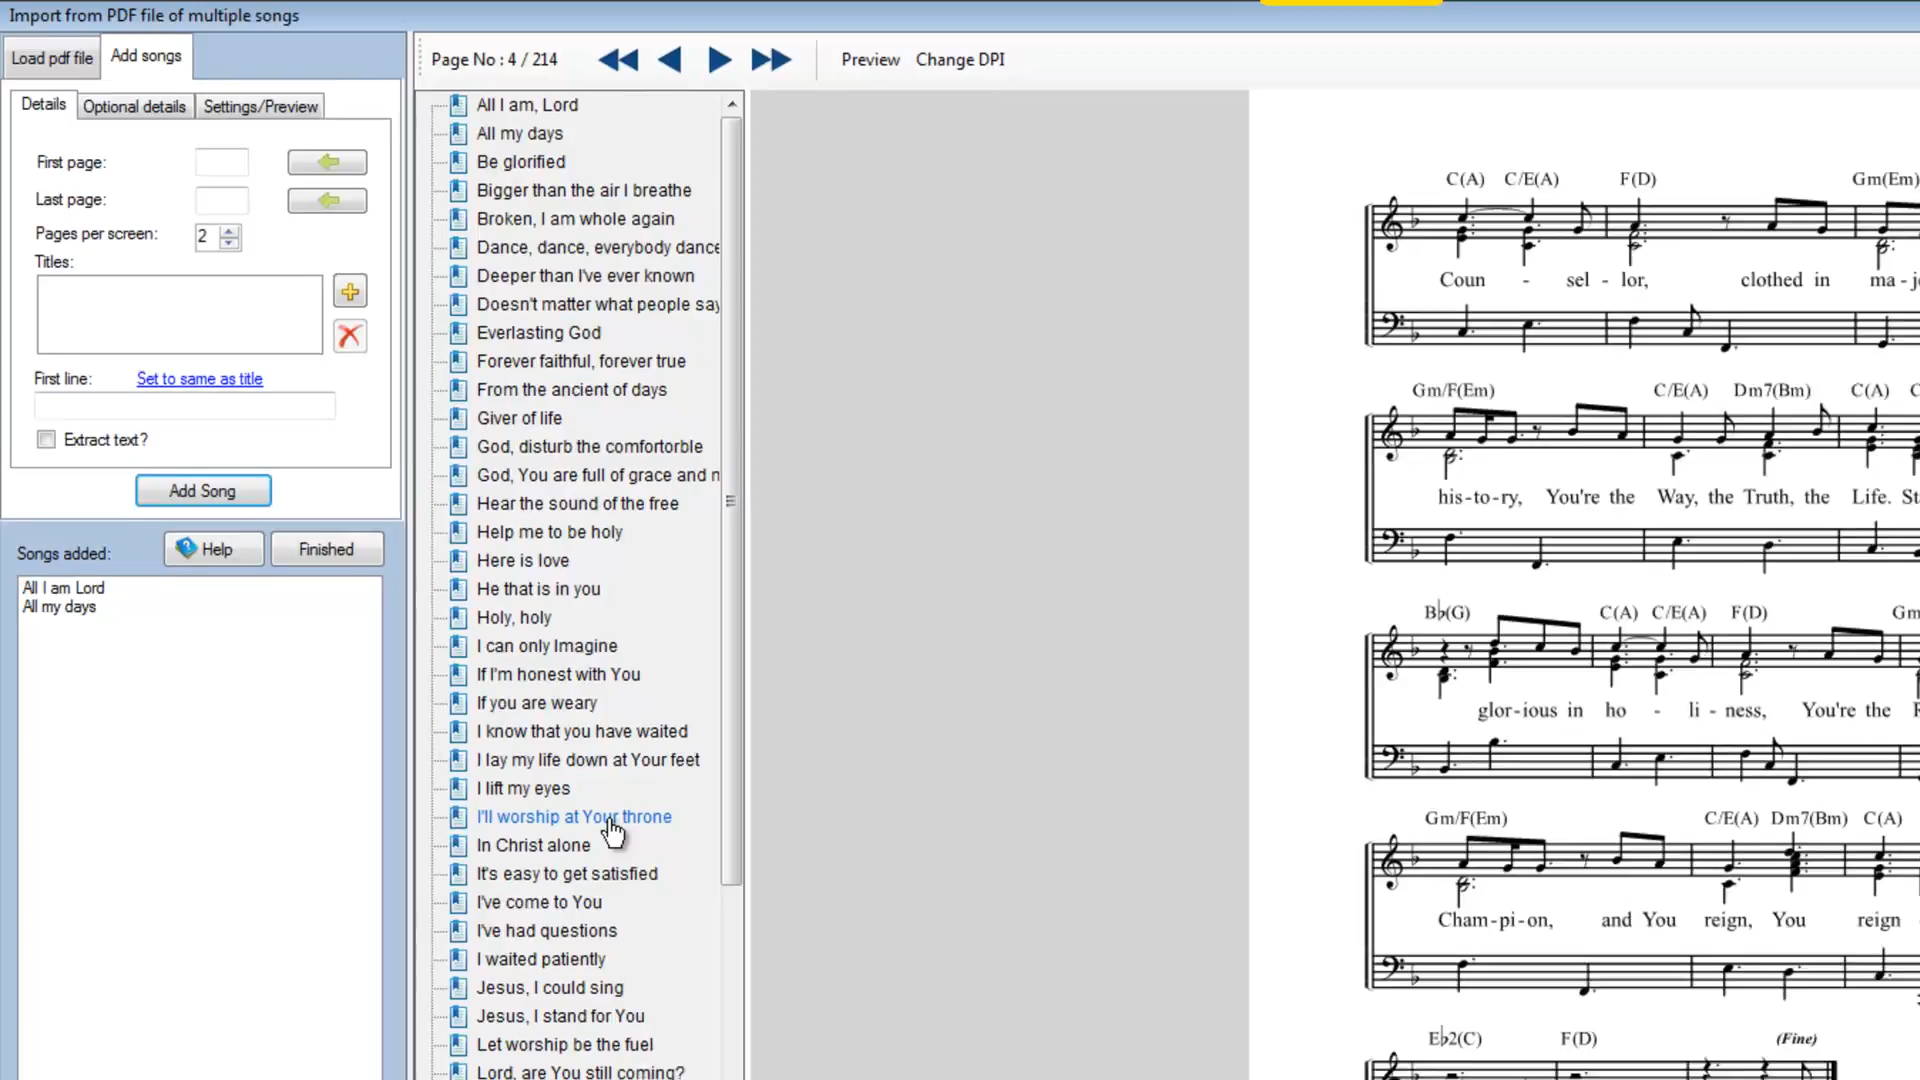 Import from PDF file of multiple songs
Load pdf file
Add songs
Details
Optional details
Settings/Preview
First page:
Last page:
Pages per screen:
2
Titles:
First line:
Set to same as title
Extract text?
Add Song
Songs added:
Help
Finished
All I am Lord
All my days
Page No : 4 / 214
Preview
Change DPI
All I am, Lord
All my days
Be glorified
Bigger than the air I breathe
Broken, I am whole again
Dance, dance, everybody dance
Deeper than I've ever known
Doesn't matter what people say
Everlasting God
Forever faithful, forever true
From the ancient of days
Giver of life
God, disturb the comfortorble
God, You are full of grace and
Hear the sound of the free
Help me to be holy
Here is love
He that is in you
Holy, holy
I can only Imagine
If I'm honest with You
If you are weary
I know that you have waited
I lay my life down at Your feet
I lift my eyes
I'll worship at Your throne
In Christ alone
It's easy to get satisfied
I've come to You
I've had questions
I waited patiently
Jesus, I could sing
Jesus, I stand for You
Let worship be the fuel
Lord, are You still coming?
C(A) C/E(A) F(D) Gm(Em)
Coun - sel - lor, clothed in ma - j
Gm/F(Em) C/E(A) Dm7(Bm) C(A) C
his-to-ry, You're the Way, the Truth, the Life. St
B♭(G) C(A) C/E(A) F(D) Gm
glor-ious in ho - li - ness, You're the
Gm/F(Em) C/E(A) Dm7(Bm) C(A)
Cham-pi-on, and You reign, You reign
E♭2(C) F(D) (Fine)